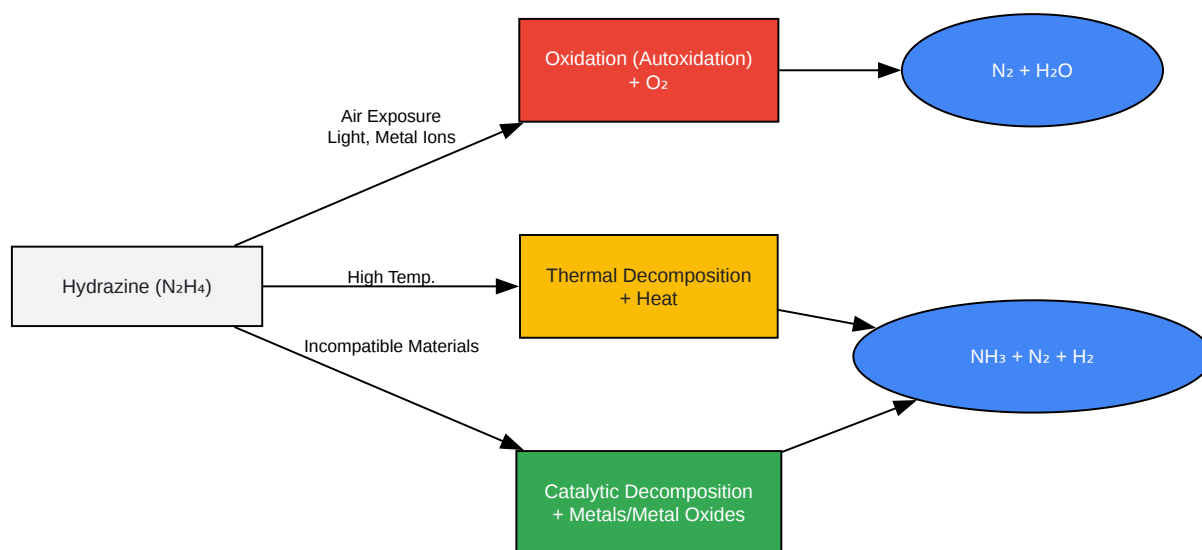 Oxidation (Autoxidation)
+ O₂
N₂ + H₂O
Air Exposure
Light, Metal Ions
Hydrazine (N₂H₄)
High Temp.
Thermal Decomposition
+ Heat
Incompatible Materials
NH₃ + N₂ + H₂
Catalytic Decomposition
+ Metals/Metal Oxides